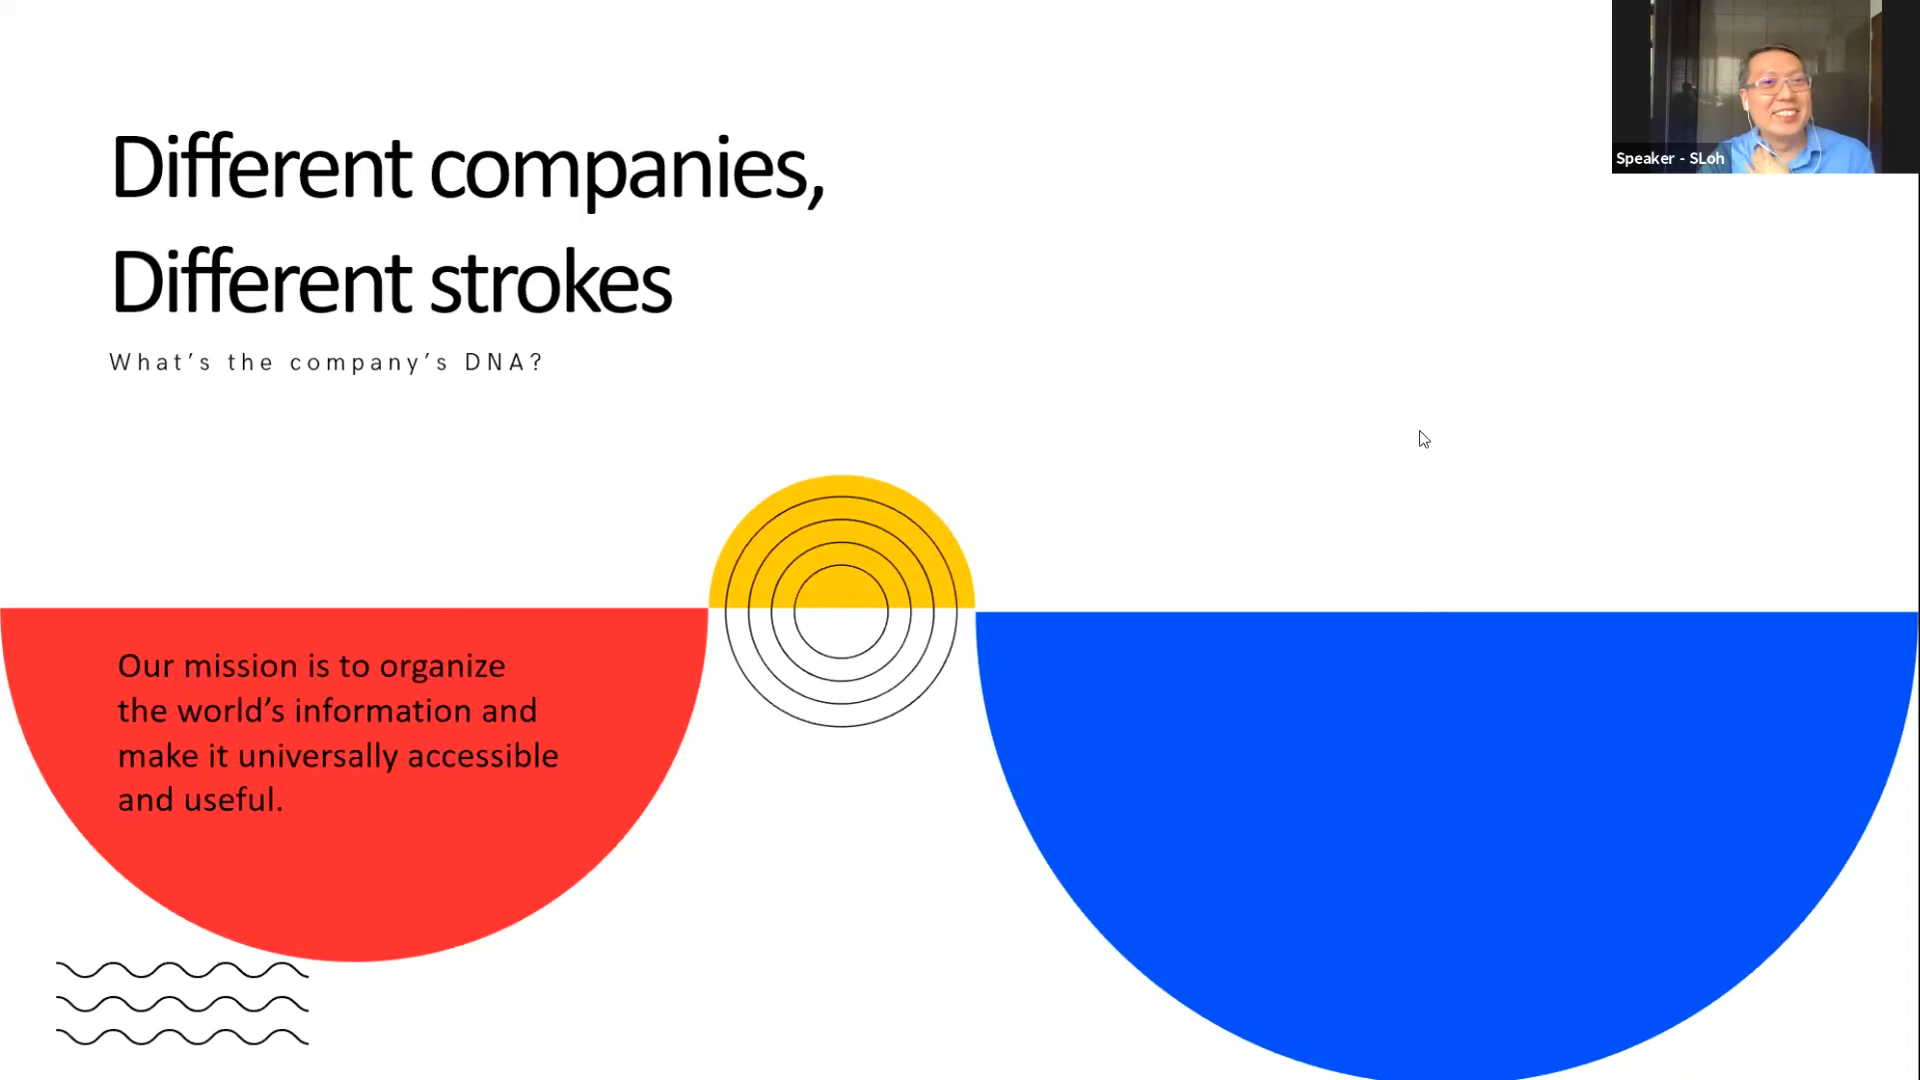 Different companies,
Different strokes
What's the company's DNA?
Our mission is to organize
the world's information and
make it universally accessible
and useful.
Speaker - SLoh